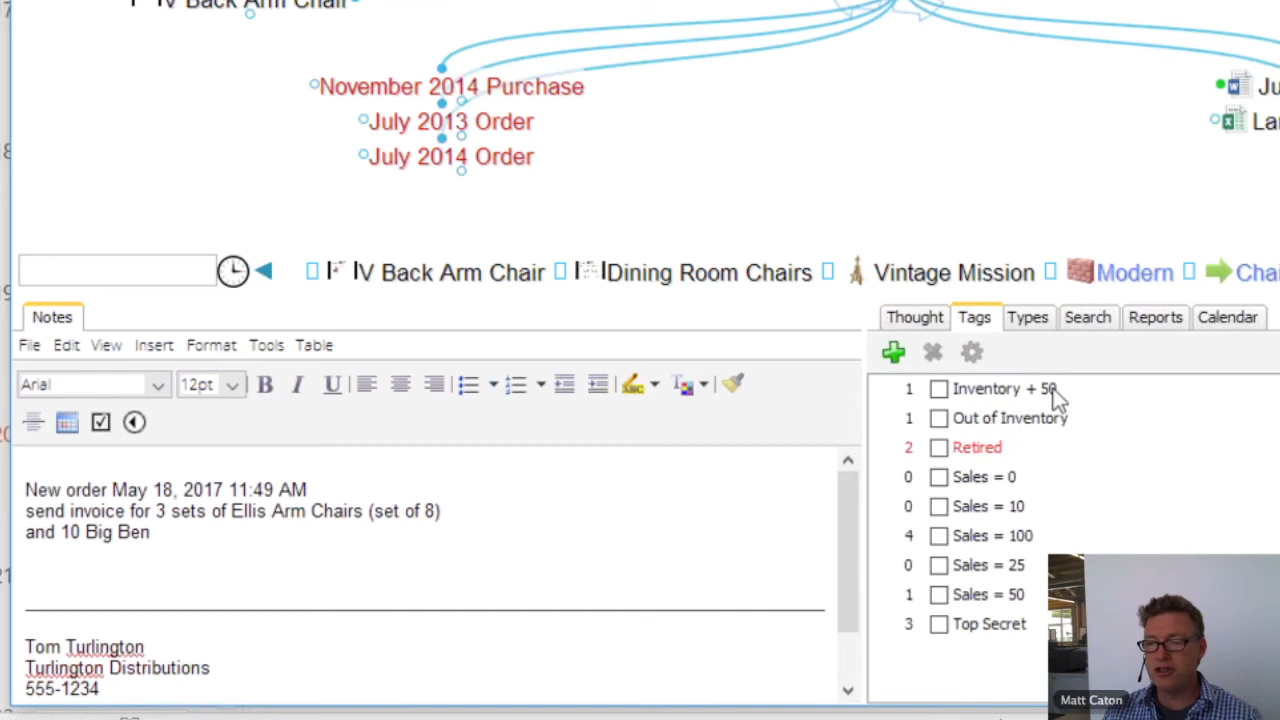 V Back Arm Chair
November 2014 Purchase
July 2013 Order
July 2014 Order
V Back Arm Chair Dining Room Chairs Vintage Mission Modern
Notes
File Edit View Insert Format Tools Table
Arial 12pt B I U ABC T
New order May 18, 2017 11:49 AM
send invoice for 3 sets of Ellis Arm Chairs (set of 8)
and 10 Big Ben
Tom Turlington
Turlington Distributions
555-1234
Thought Tags Types Search Reports Calendar
1 Inventory + 50
1 Out of Inventory
2 Retired
0 Sales = 0
0 Sales = 10
4 Sales = 100
0 Sales = 25
1 Sales = 50
3 Top Secret
Matt Caton